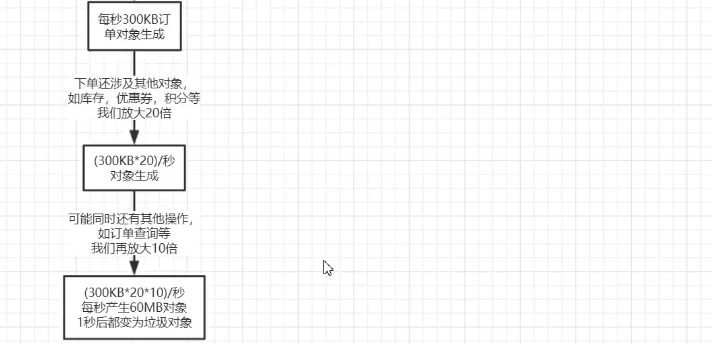 每秒300KB订
单对象生成
下单还涉及其他对象，
如库存，优惠券，积分等
我们放大20倍
(300KB*20)/秒
对象生成
可能同时还有其他操作，
如订单查询等
我们再放大10倍
(300KB*20*10)/秒
每秒产生60MB对象
1秒后都变为垃圾对象